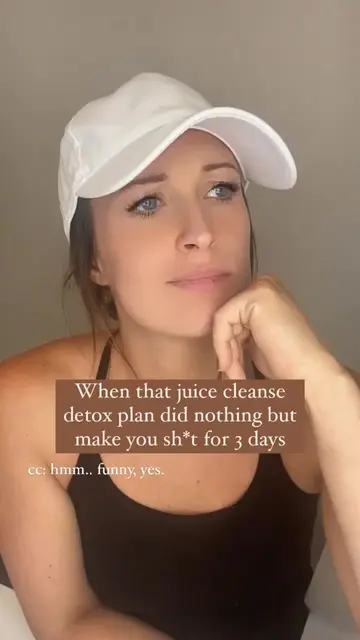 When that juice cleanse
detox plan did nothing but
make you sh*t for 3 days
cc: hmm.. funny, yes.